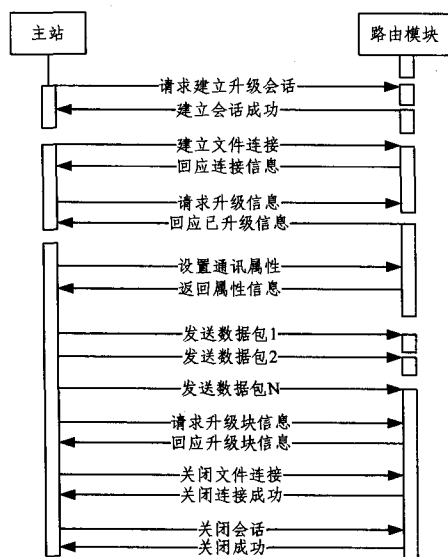 主站
路由模块
请求建立升级会话
建立会话成功
建立文件连接
回应连接信息
请求升级信息
回应已升级信息
设置通讯属性
返回属性信息
发送数据包1
发送数据包2
发送数据包N
请求升级块信息
回应升级块信息
关闭文件连接
关闭连接成功
关闭会话
关闭成功